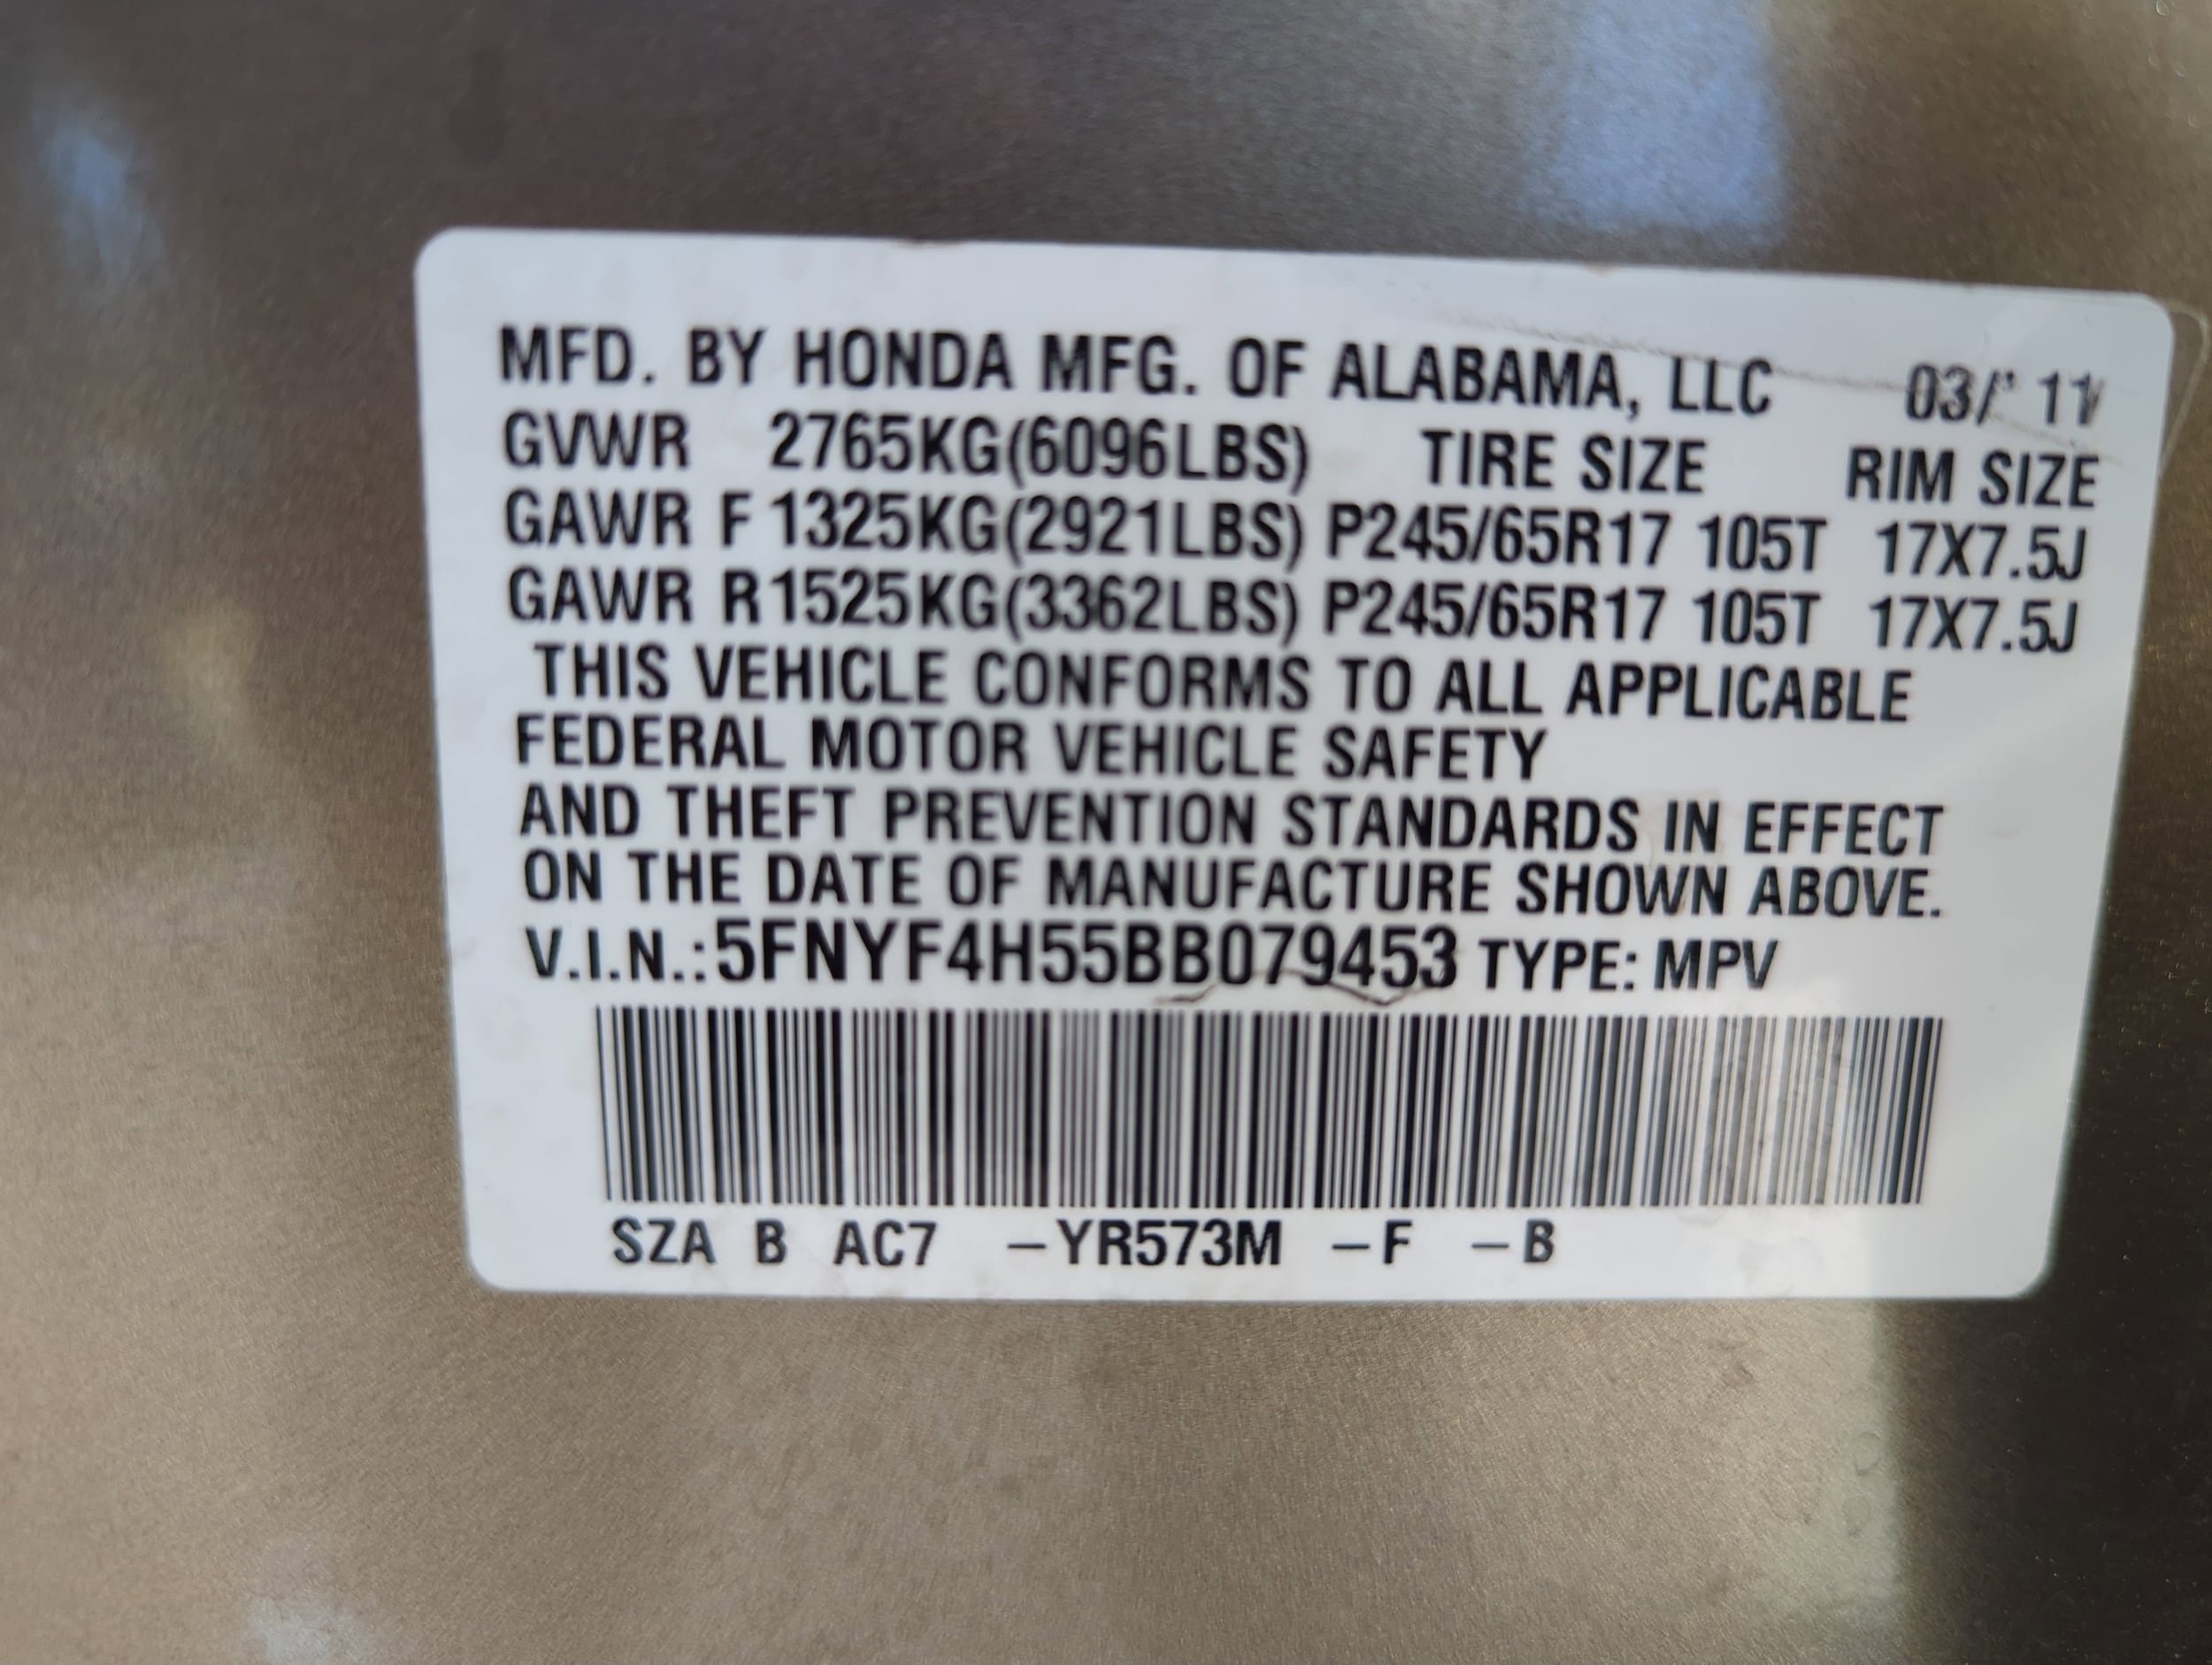 MFD. BY HONDA MFG. OF ALABAMA, LLC 03/' 11
GVWR 2765KG(6096LBS) TIRE SIZE RIM SIZE
GAWR F 1325KG(2921LBS) P245/65R17 105T 17X7.5J
GAWR R 1525KG(3362LBS) P245/65R17 105T 17X7.5J
THIS VEHICLE CONFORMS TO ALL APPLICABLE
FEDERAL MOTOR VEHICLE SAFETY
AND THEFT PREVENTION STANDARDS IN EFFECT
ON THE DATE OF MANUFACTURE SHOWN ABOVE.
V.I.N.:5FNYF4H55BB079453 TYPE: MPV
SZA B AC7 –YR573M –F –B